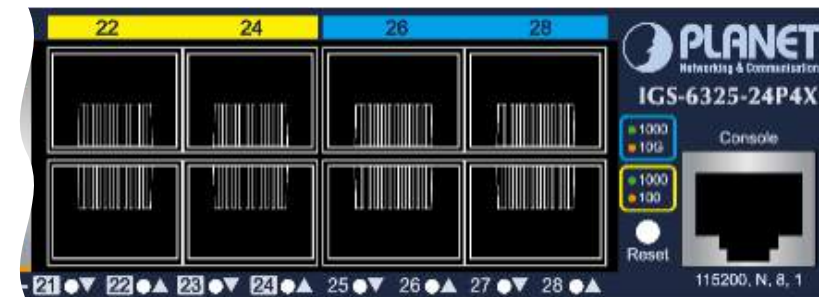 22 24 26 28
PLANET
Networking & Communication
IGS-6325-24P4X
1000
10G
Console
1000
100
Reset
21 22 23 24 25 26 27 28
115200, N, 8, 1